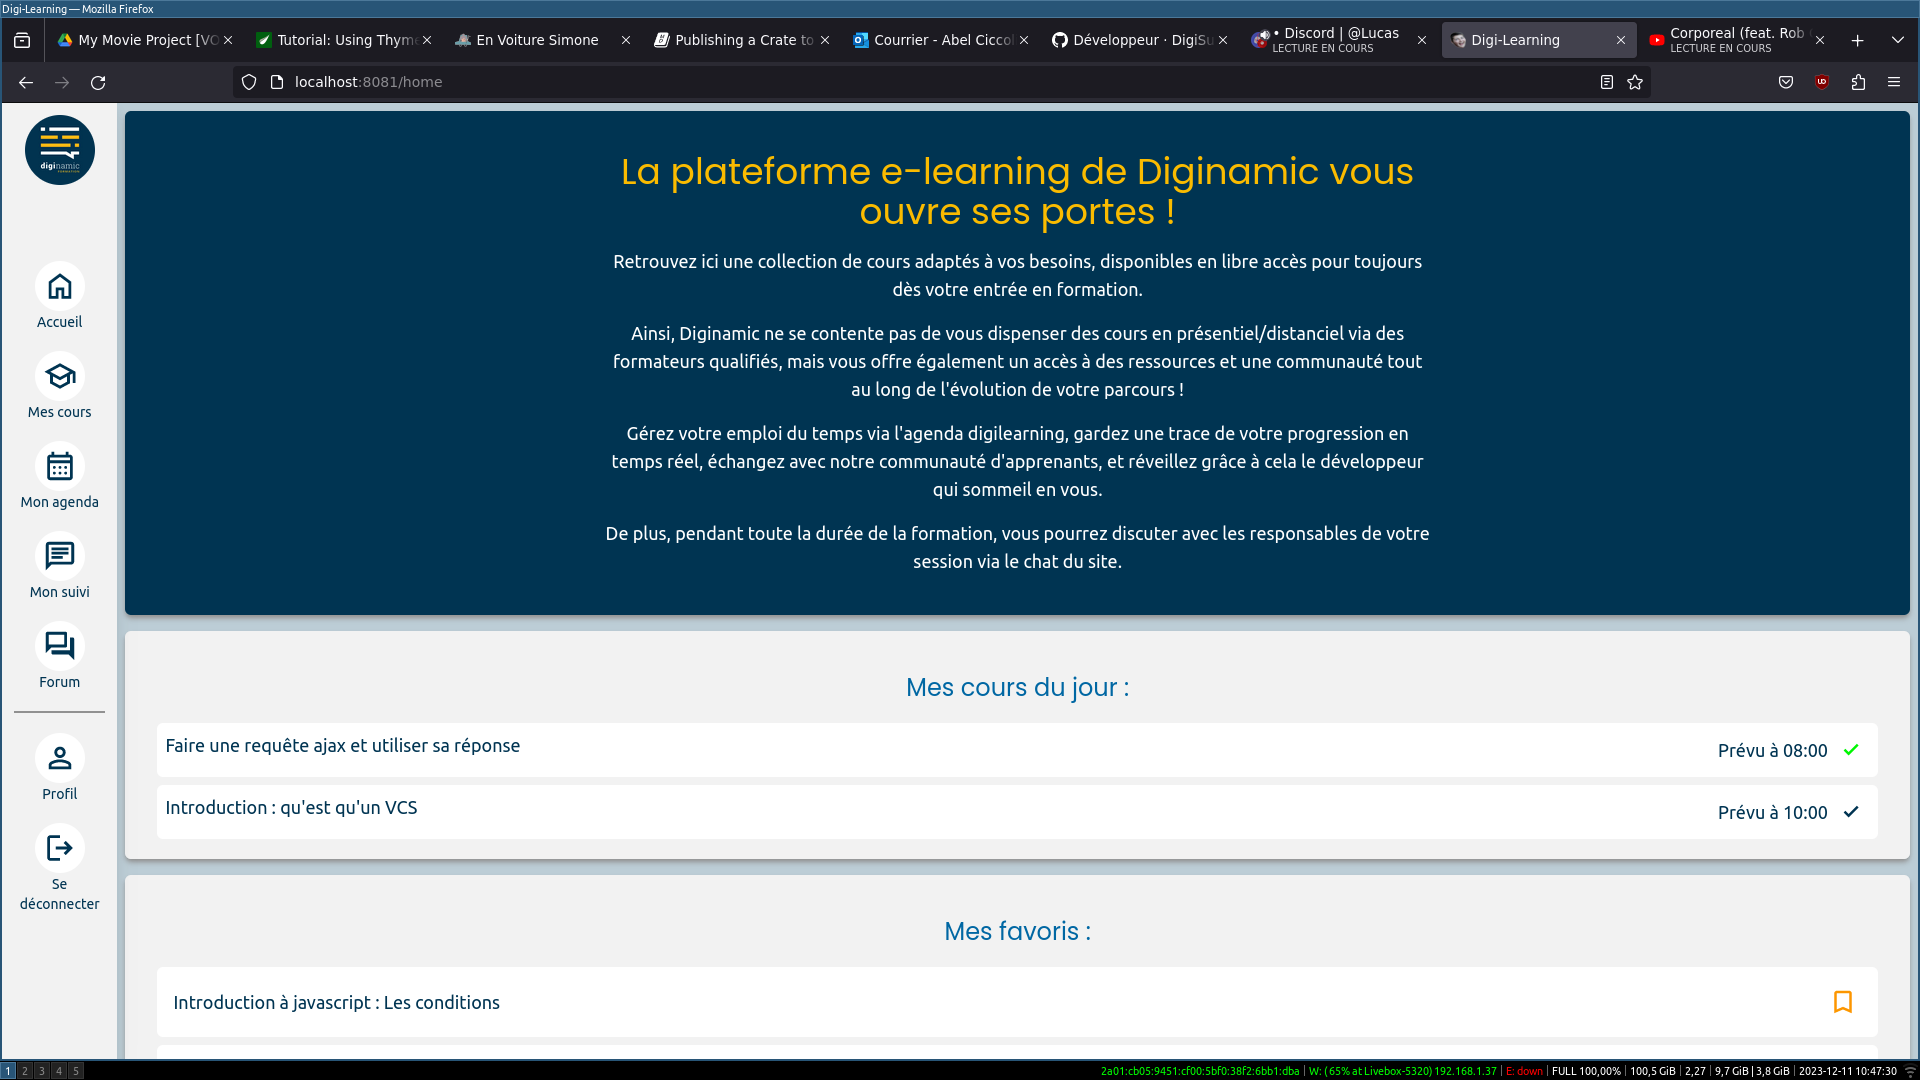 Digi-Learning — Mozilla Firefox
My Movie Project [VO
Tutorial: Using Thyme
En Voiture Simone
Publishing a Crate to
Courrier - Abel Ciccol
Développeur · DigiSu
• Discord | @Lucas
LECTURE EN COURS
Digi-Learning
Corporeal (feat. Rob
LECTURE EN COURS
localhost:8081/home
diginamic
FORMATION
Accueil
Mes cours
Mon agenda
Mon suivi
Forum
Profil
Se
déconnecter
La plateforme e-learning de Diginamic vous
ouvre ses portes !
Retrouvez ici une collection de cours adaptés à vos besoins, disponibles en libre accès pour toujours
dès votre entrée en formation.
Ainsi, Diginamic ne se contente pas de vous dispenser des cours en présentiel/distanciel via des
formateurs qualifiés, mais vous offre également un accès à des ressources et une communauté tout
au long de l'évolution de votre parcours !
Gérez votre emploi du temps via l'agenda digilearning, gardez une trace de votre progression en
temps réel, échangez avec notre communauté d'apprenants, et réveillez grâce à cela le développeur
qui sommeil en vous.
De plus, pendant toute la durée de la formation, vous pourrez discuter avec les responsables de votre
session via le chat du site.
Mes cours du jour :
Faire une requête ajax et utiliser sa réponse
Prévu à 08:00
Introduction : qu'est qu'un VCS
Prévu à 10:00
Mes favoris :
Introduction à javascript : Les conditions
1 2 3 4 5
2a01:cb05:9451:cf00:5bf0:38f2:6bb1:dba | W: ( 65% at Livebox-5320) 192.168.1.37 | E: down | FULL 100,00% | 100,5 GiB | 2,27 | 9,7 GiB | 3,8 GiB | 2023-12-11 10:47:30